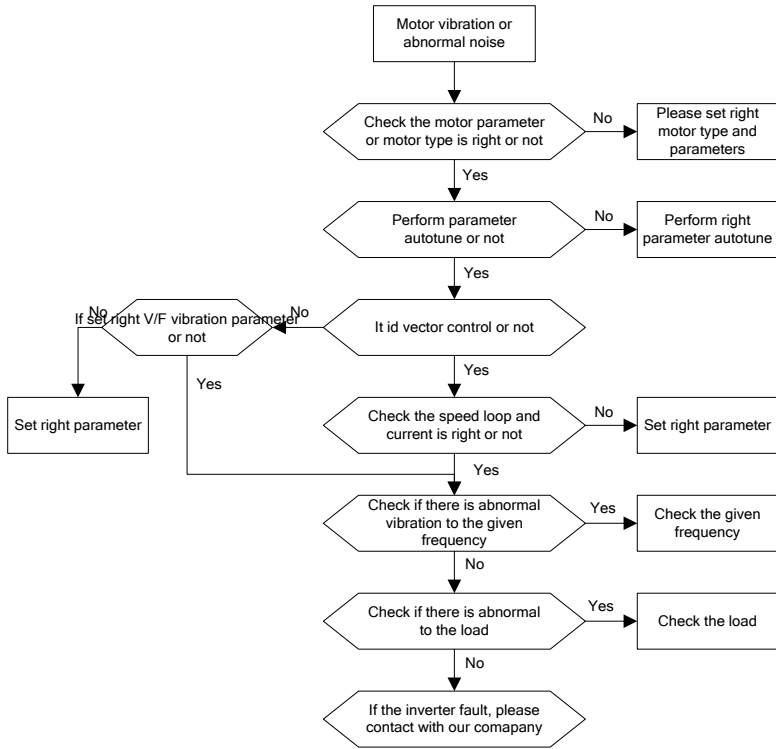 Motor vibration or
abnormal noise
Check the motor parameter
or motor type is right or not
No
Please set right
motor type and
parameters
Yes
Perform parameter
autotune or not
No
Perform right
parameter autotune
Yes
No
If set right V/F vibration parameter
or not
No
It id vector control or not
Yes
Yes
Set right parameter
Check the speed loop and
current is right or not
No
Set right parameter
Yes
Check if there is abnormal
vibration to the given
frequency
Yes
Check the given
frequency
No
Check if there is abnormal
to the load
Yes
Check the load
No
If the inverter fault, please
contact with our comapany